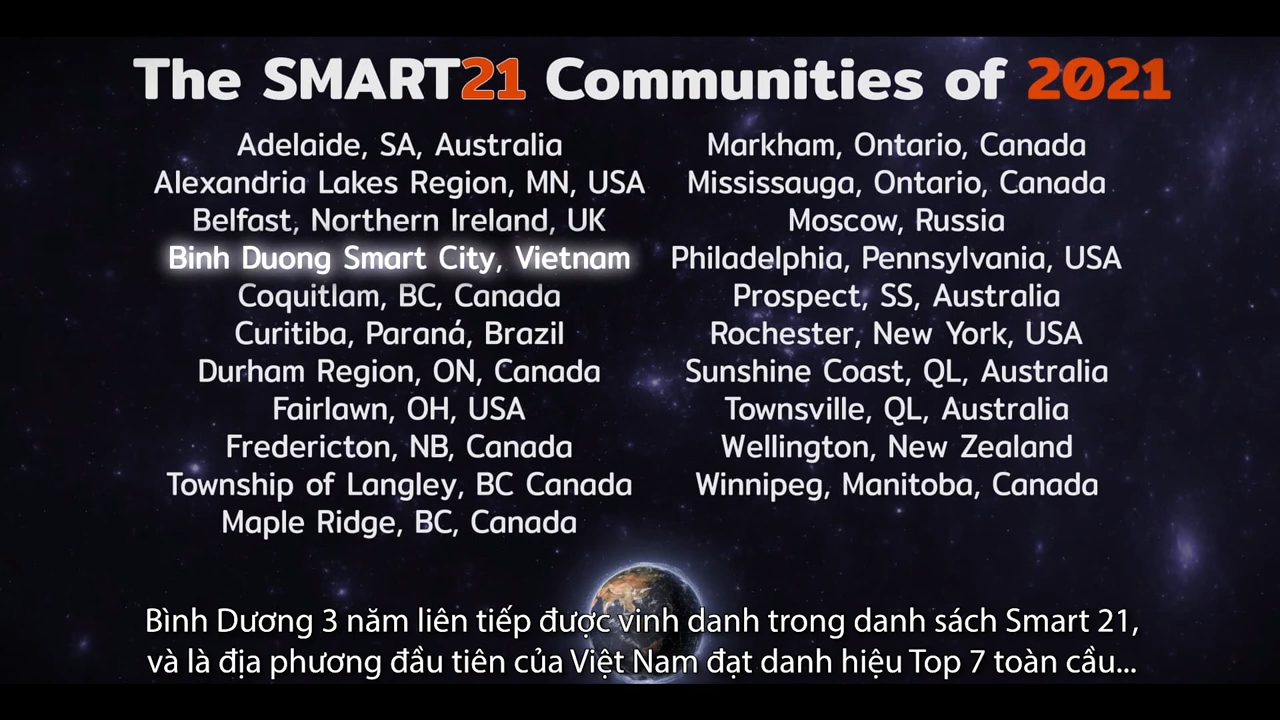 The SMART21 Communities of 2021
Adelaide, SA, Australia
Alexandria Lakes Region, MN, USA
Belfast, Northern Ireland, UK
Binh Duong Smart City, Vietnam
Coquitlam, BC, Canada
Curitiba, Paraná, Brazil
Durham Region, ON, Canada
Fairlawn, OH, USA
Fredericton, NB, Canada
Township of Langley, BC Canada
Maple Ridge, BC, Canada
Markham, Ontario, Canada
Mississauga, Ontario, Canada
Moscow, Russia
Philadelphia, Pennsylvania, USA
Prospect, SS, Australia
Rochester, New York, USA
Sunshine Coast, QL, Australia
Townsville, QL, Australia
Wellington, New Zealand
Winnipeg, Manitoba, Canada
Bình Dương 3 năm liên tiếp được vinh danh trong danh sách Smart 21,
và là địa phương đầu tiên của Việt Nam đạt danh hiệu Top 7 toàn cầu...